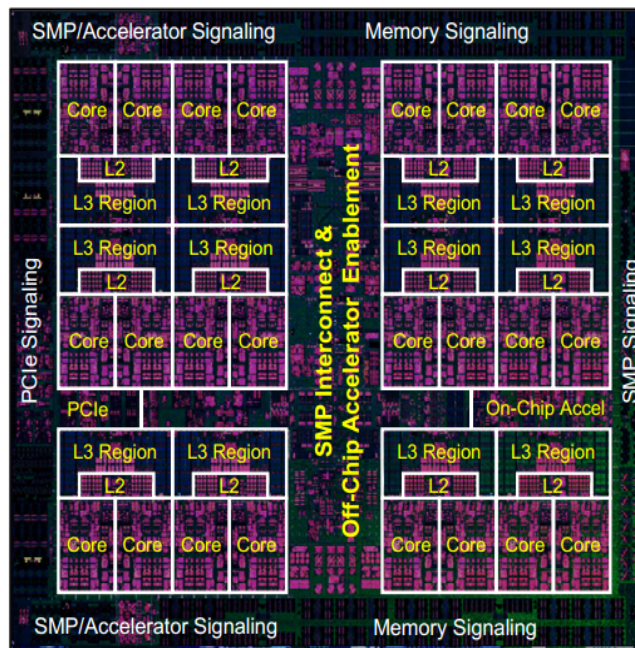 SMP/Accelerator Signaling Memory Signaling
Core Core Core Core Core Core Core Core
L2 L2 L2 L2
L3 Region L3 Region L3 Region L3 Region
L3 Region L3 Region L3 Region L3 Region
L2 L2 L2 L2
Core Core Core Core Core Core Core Core
PCIe Signaling
SMP Interconnect &
Off-Chip Accelerator Enablement
SMP Signaling
PCIe On-Chip Accel
L3 Region L3 Region L3 Region L3 Region
L2 L2 L2 L2
Core Core Core Core Core Core Core Core
SMP/Accelerator Signaling Memory Signaling